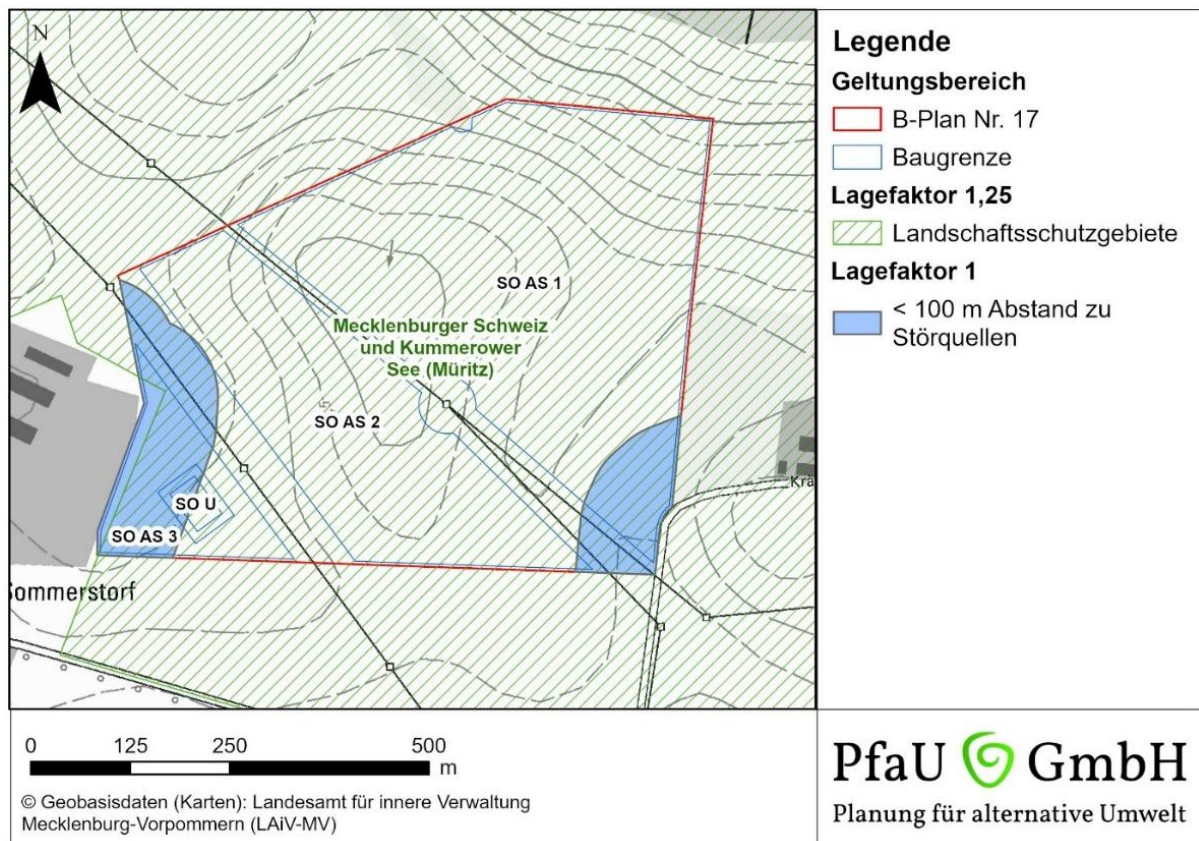 N
SO AS 1
Mecklenburger Schweiz
und Kummerower
See (Müritz)
SO AS 2
SO U
SO AS 3
Sommerstorf
Kra
Legende
Geltungsbereich
B-Plan Nr. 17
Baugrenze
Lagefaktor 1,25
Landschaftsschutzgebiete
Lagefaktor 1
< 100 m Abstand zu
Störquellen
0 125 250 500
m
© Geobasisdaten (Karten): Landesamt für innere Verwaltung
Mecklenburg-Vorpommern (LAiV-MV)
PfaU GmbH
Planung für alternative Umwelt